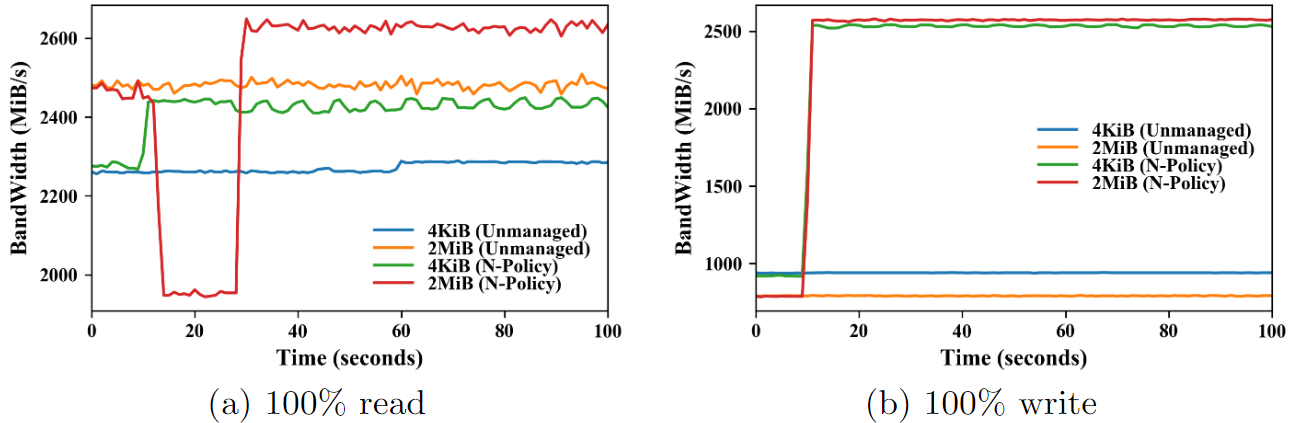 BandWidth (MiB/s)
2600
2400
2200
2000
4KiB (Unmanaged)
2MiB (Unmanaged)
4KiB (N-Policy)
2MiB (N-Policy)
0 20 40 60 80 100
Time (seconds)
(a) 100% read
BandWidth (MiB/s)
2500
2000
1500
1000
4KiB (Unmanaged)
2MiB (Unmanaged)
4KiB (N-Policy)
2MiB (N-Policy)
0 20 40 60 80 100
Time (seconds)
(b) 100% write